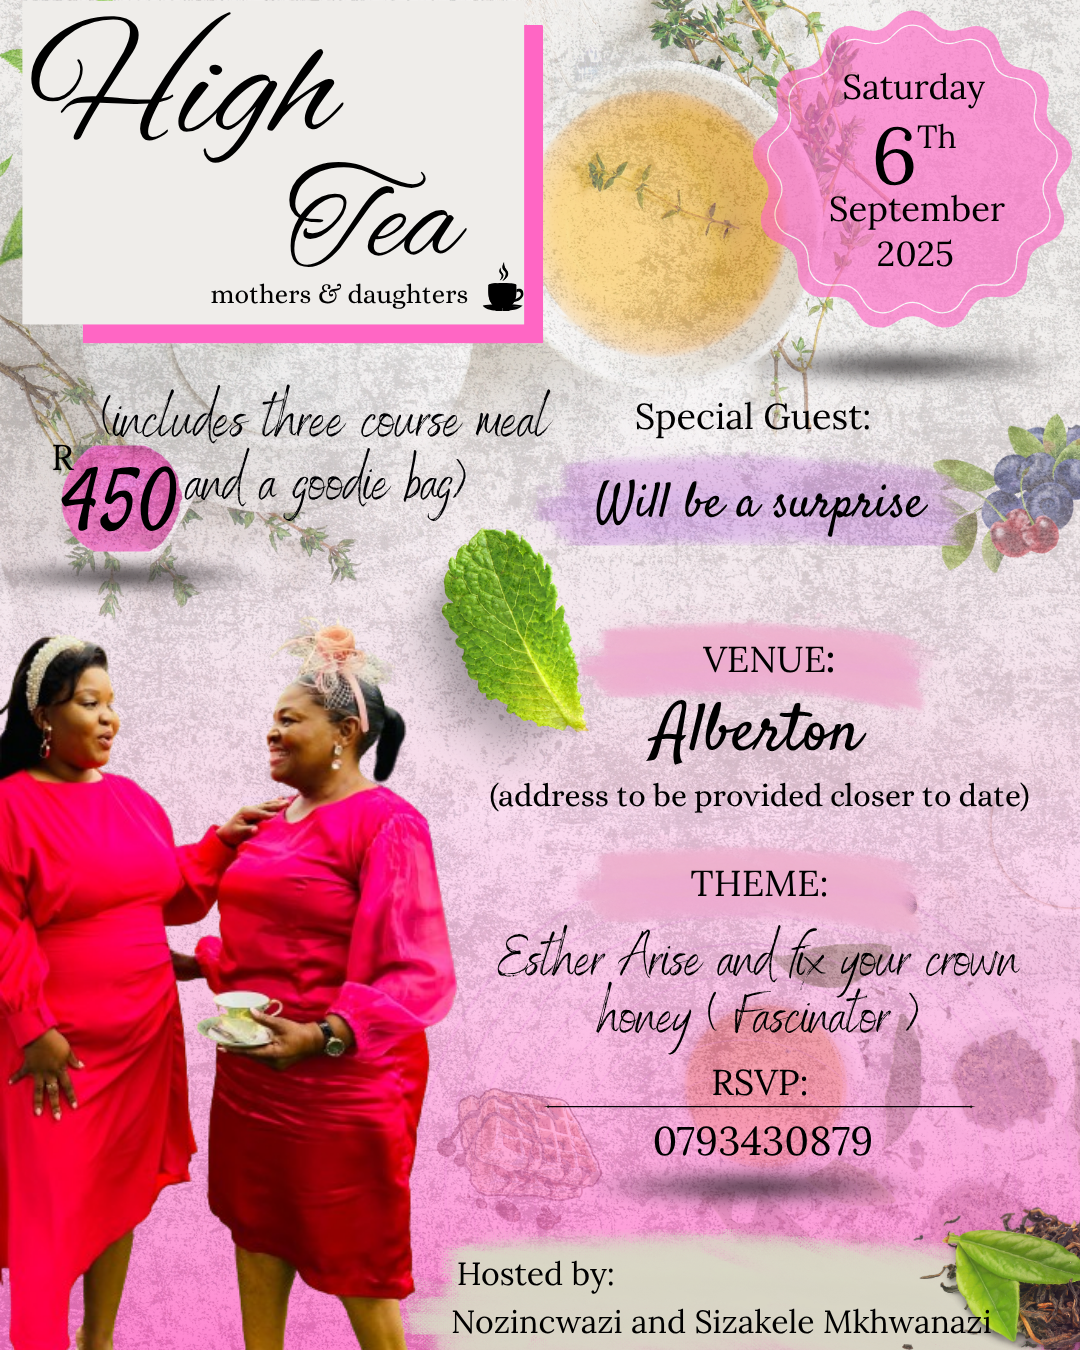 High
Tea
mothers & daughters
Saturday
6Th
September
2025
(includes three course meal
R450 and a goodie bag)
Special Guest:
Will be a surprise
VENUE:
Alberton
(address to be provided closer to date)
THEME:
Esther Arise and fix your crown
honey ( Fascinator )
RSVP:
0793430879
Hosted by:
Nozincwazi and Sizakele Mkhwanazi